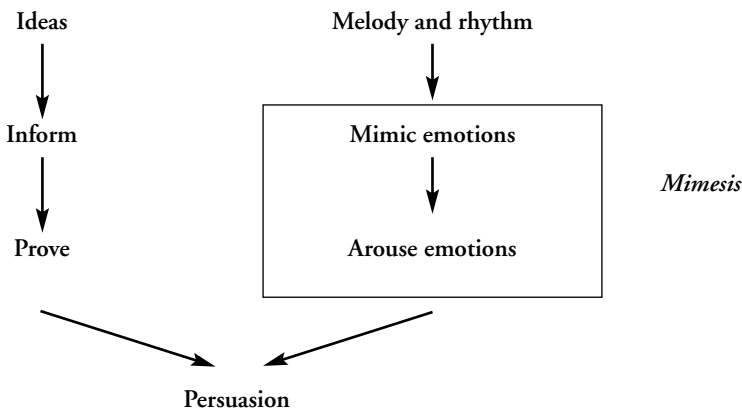 Ideas
Melody and rhythm
Inform
Mimic emotions
Mimesis
Prove
Arouse emotions
Persuasion